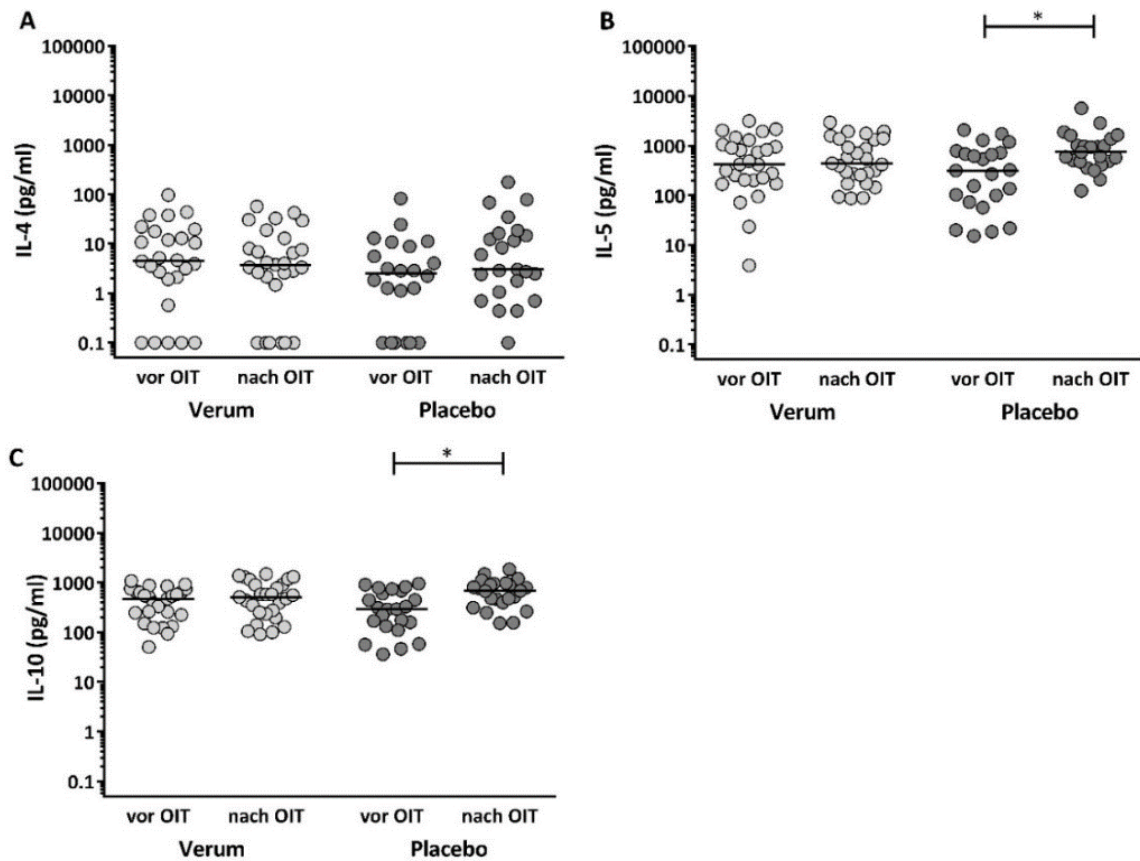 A
100000
10000
1000
100
10
1
0.1
IL-4 (pg/ml)
vor OIT nach OIT vor OIT nach OIT
Verum Placebo
B
*
100000
10000
1000
100
10
1
0.1
IL-5 (pg/ml)
vor OIT nach OIT vor OIT nach OIT
Verum Placebo
C
*
100000
10000
1000
100
10
1
0.1
IL-10 (pg/ml)
vor OIT nach OIT vor OIT nach OIT
Verum Placebo